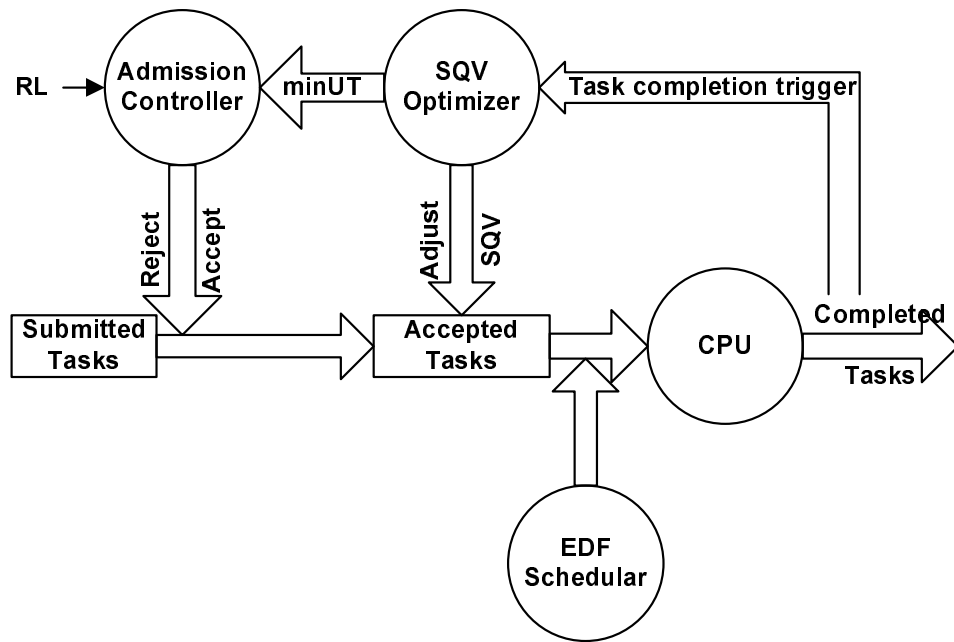 RL
Admission
Controller
minUT
SQV
Optimizer
Task completion trigger
Reject
Accept
Adjust
SQV
Submitted
Tasks
Accepted
Tasks
CPU
Completed
Tasks
EDF
Schedular